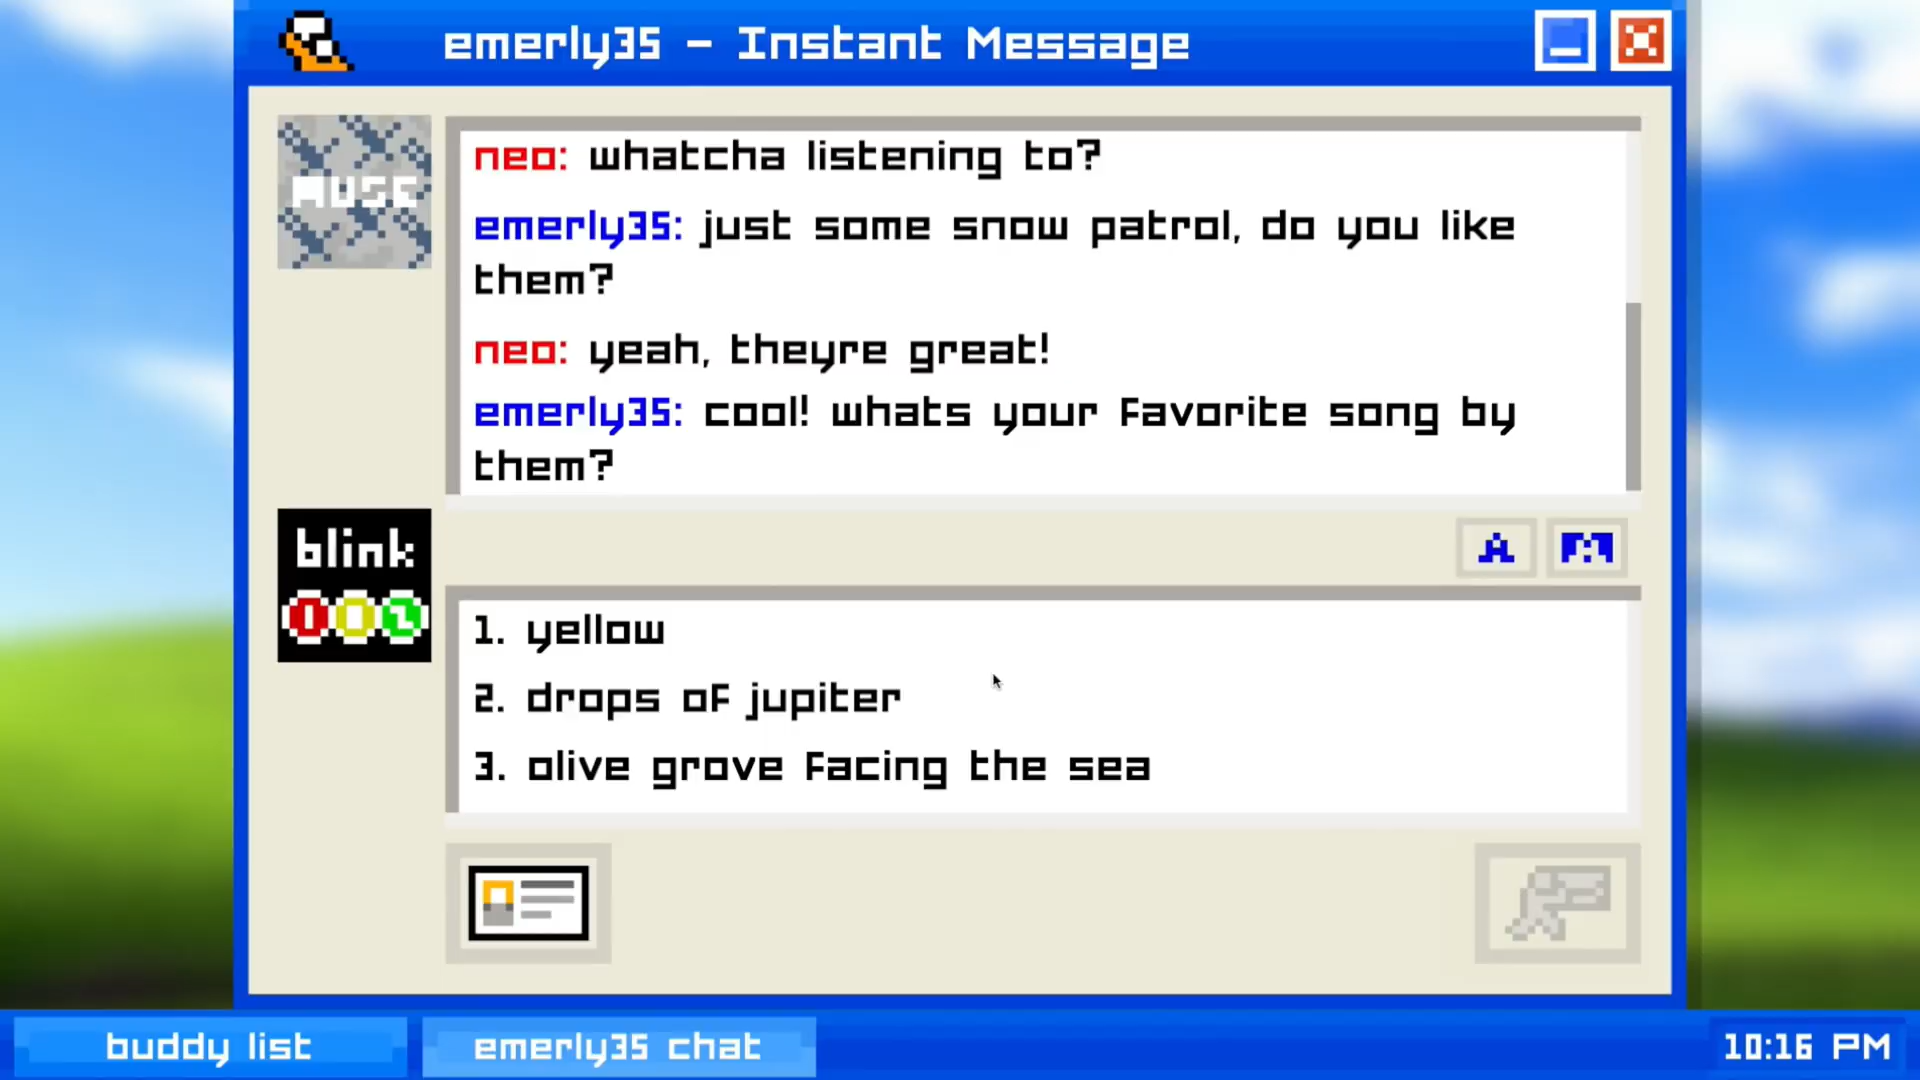 emerly35 - Instant Message
MUSE
neo: whatcha listening to?
emerly35: just some snow patrol, do you like
them?
neo: yeah, theyre great!
emerly35: cool! whats your favorite song by
them?
blink
182
A A
1. yellow
2. drops of jupiter
3. olive grove facing the sea
buddy list
emerly35 chat
10:16 PM